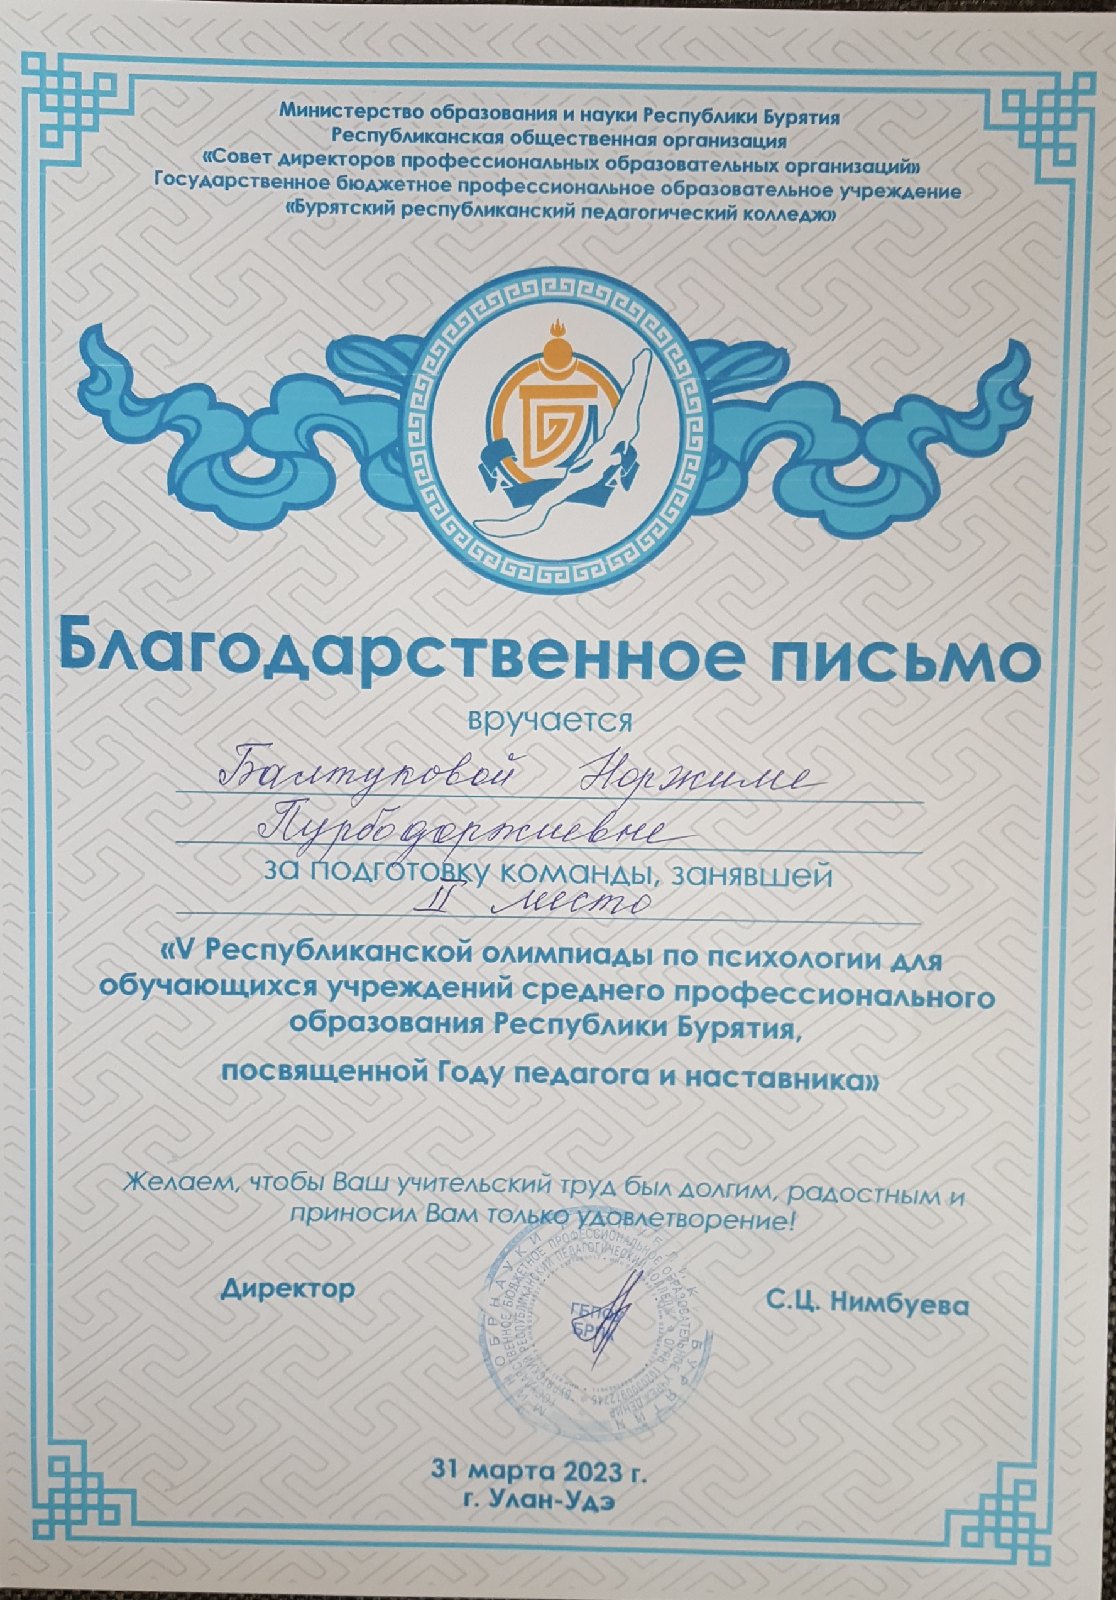 Министерство образования и науки Республики Бурятия
Республиканская общественная организация
«Совет директоров профессиональных образовательных организаций»
Государственное бюджетное профессиональное образовательное учреждение
«Бурятский республиканский педагогический колледж»
Благодарственное письмо
вручается
Балтуковой Норжиме
Пурбодоржиевне
за подготовку команды, занявшей
II место
«V Республиканской олимпиады по психологии для
обучающихся учреждений среднего профессионального
образования Республики Бурятия,
посвященной Году педагога и наставника»
Желаем, чтобы Ваш учительский труд был долгим, радостным и
приносил Вам только удовлетворение!
Директор
С.Ц. Нимбуева
ГБПОУ
БРПК
31 марта 2023 г.
г. Улан-Удэ